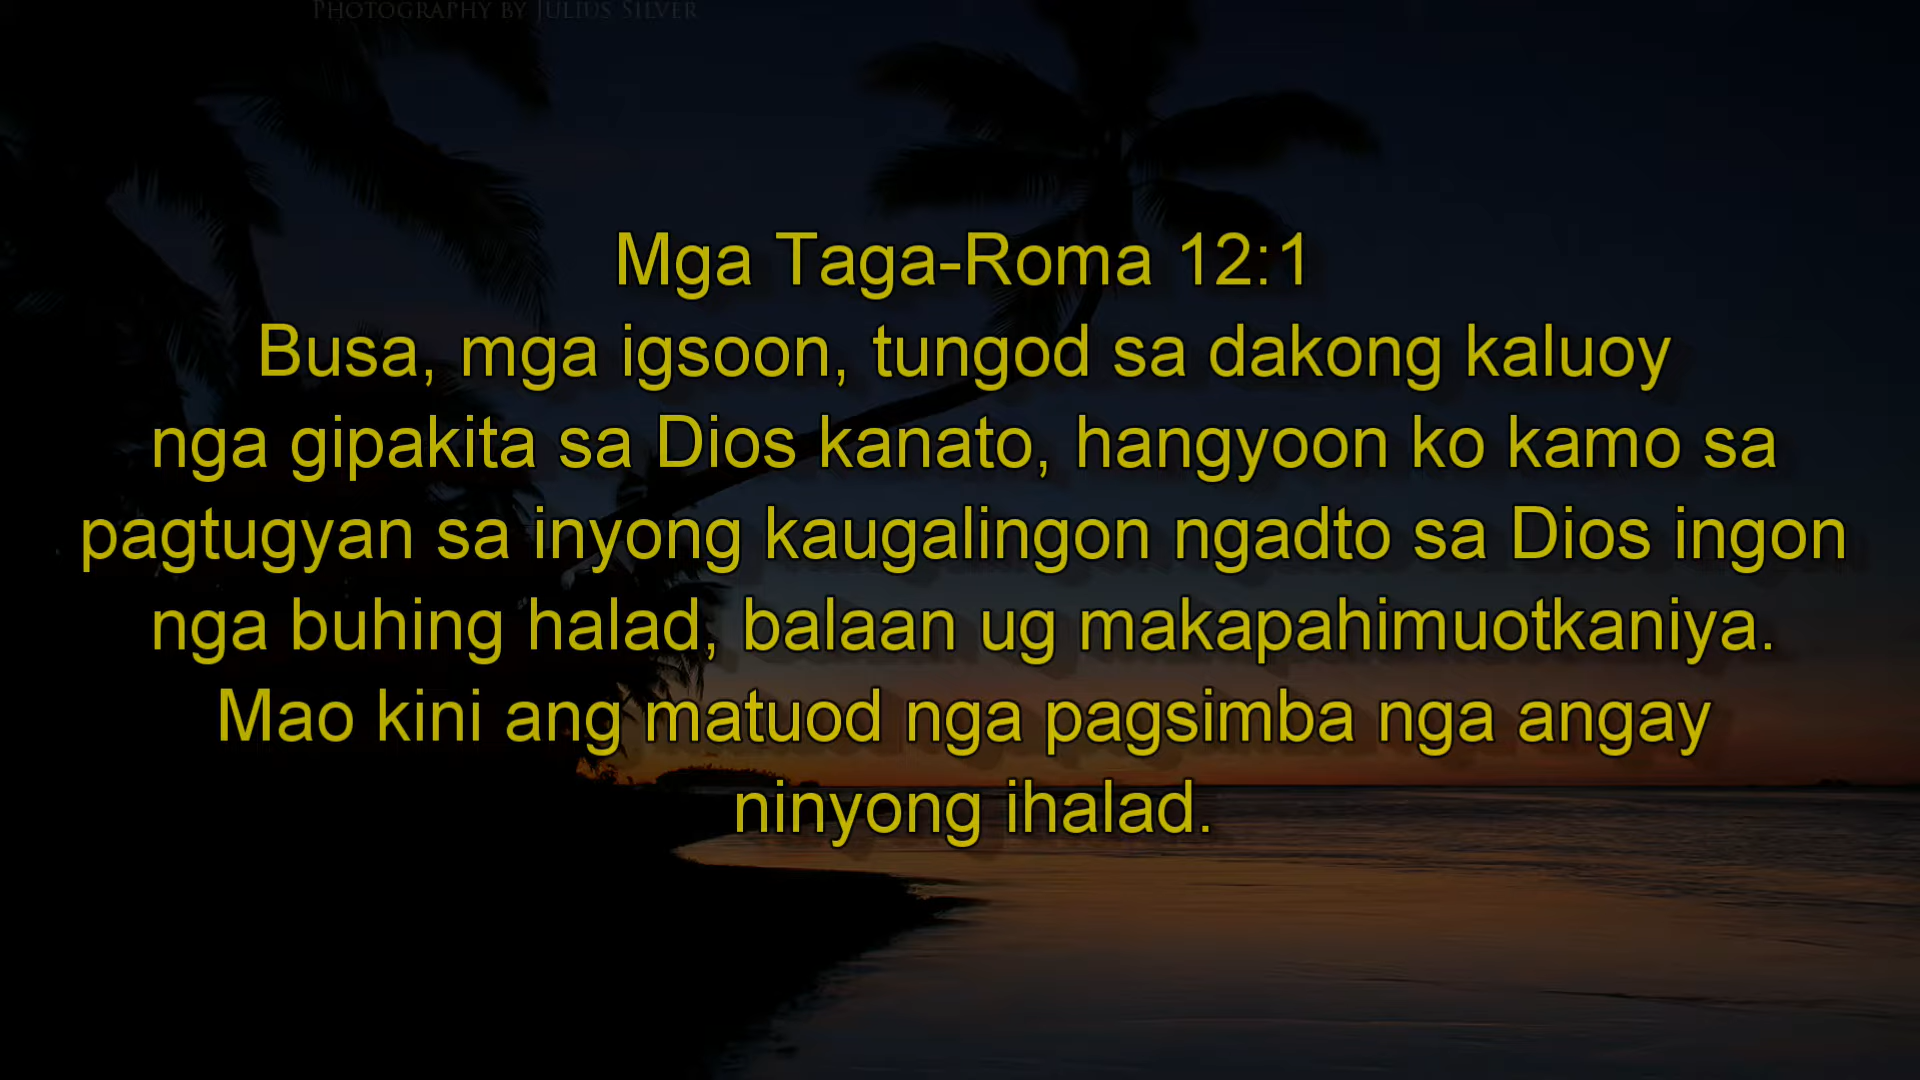 Photography by Julius Silver
Mga Taga-Roma 12:1
Busa, mga igsoon, tungod sa dakong kaluoy
nga gipakita sa Dios kanato, hangyoon ko kamo sa
pagtugyan sa inyong kaugalingon ngadto sa Dios ingon
nga buhing halad, balaan ug makapahimuotkaniya.
Mao kini ang matuod nga pagsimba nga angay
ninyong ihalad.